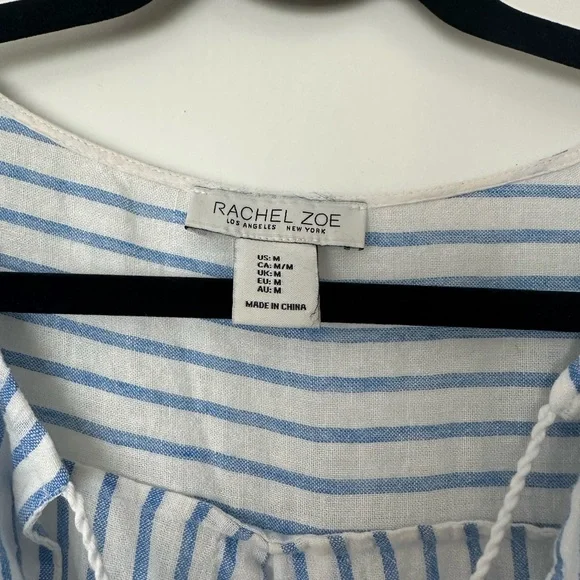 RACHEL ZOE
LOS ANGELES NEW YORK
US: M
CA: M/M
UK: M
EU: M
AU: M
MADE IN CHINA